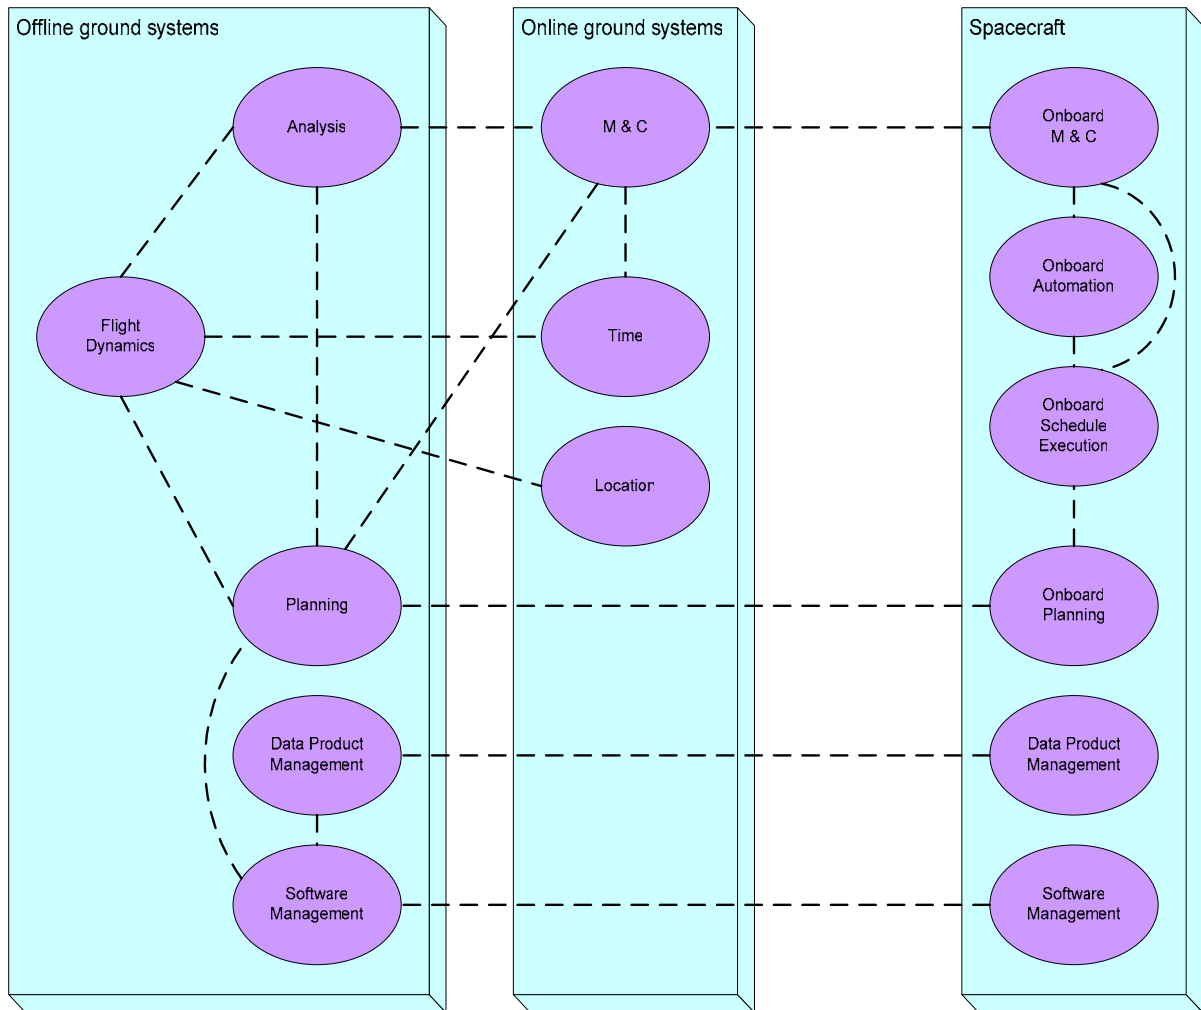 Offline ground systems
Analysis
Flight
Dynamics
Planning
Data Product
Management
Software
Management
Online ground systems
M & C
Time
Location
Spacecraft
Onboard
M & C
Onboard
Automation
Onboard
Schedule
Execution
Onboard
Planning
Data Product
Management
Software
Management